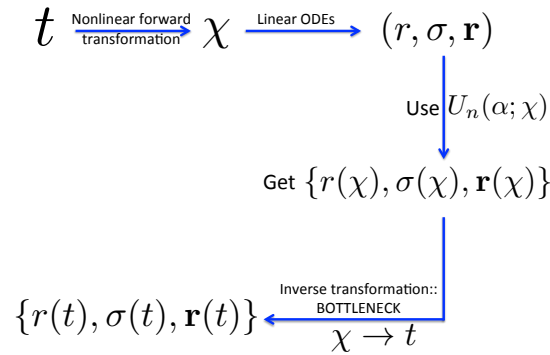 t Nonlinear forward transformation χ Linear ODEs (r, σ, **r**)
Use U_n(α; χ)
Get {r(χ), σ(χ), **r**(χ)}
Inverse transformation::
BOTTLENECK
{r(t), σ(t), **r**(t)}
χ → t